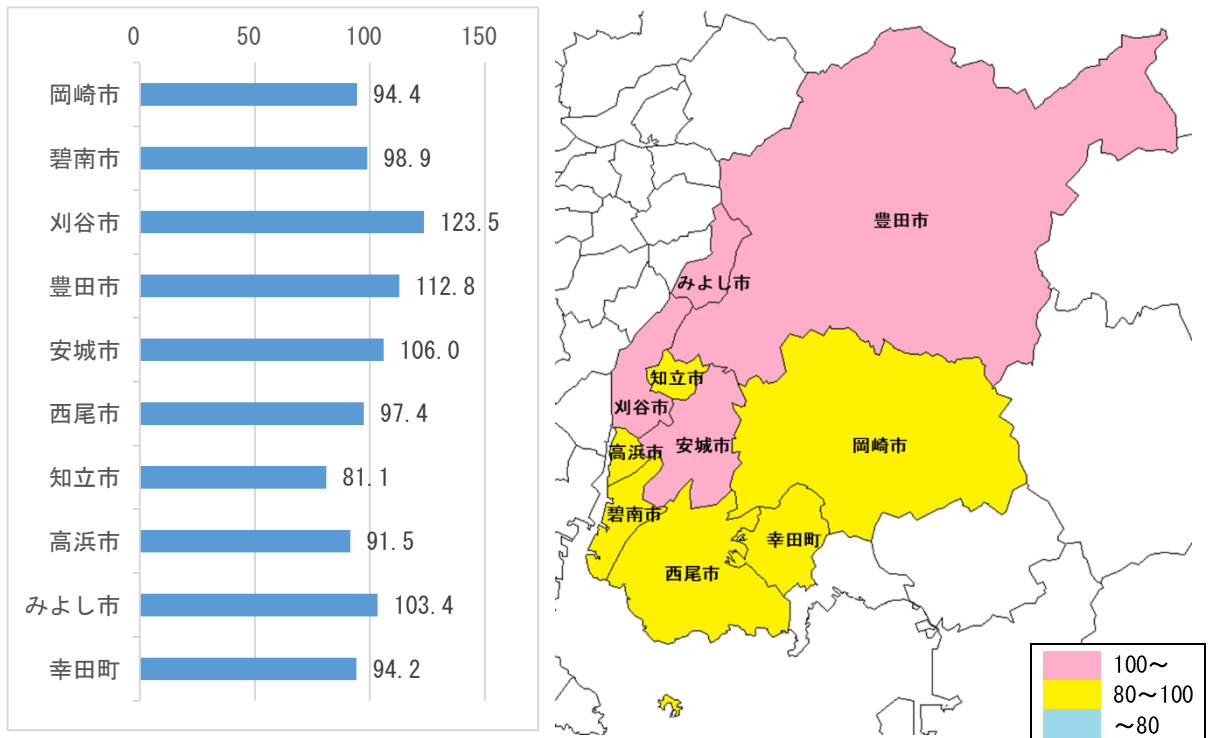 0 50 100 150
岡崎市 94.4
碧南市 98.9
刈谷市 123.5
豊田市 112.8
安城市 106.0
西尾市 97.4
知立市 81.1
高浜市 91.5
みよし市 103.4
幸田町 94.2
豊田市
みよし市
知立市
刈谷市
安城市
岡崎市
高浜市
碧南市
幸田町
西尾市
100～
80～100
～80